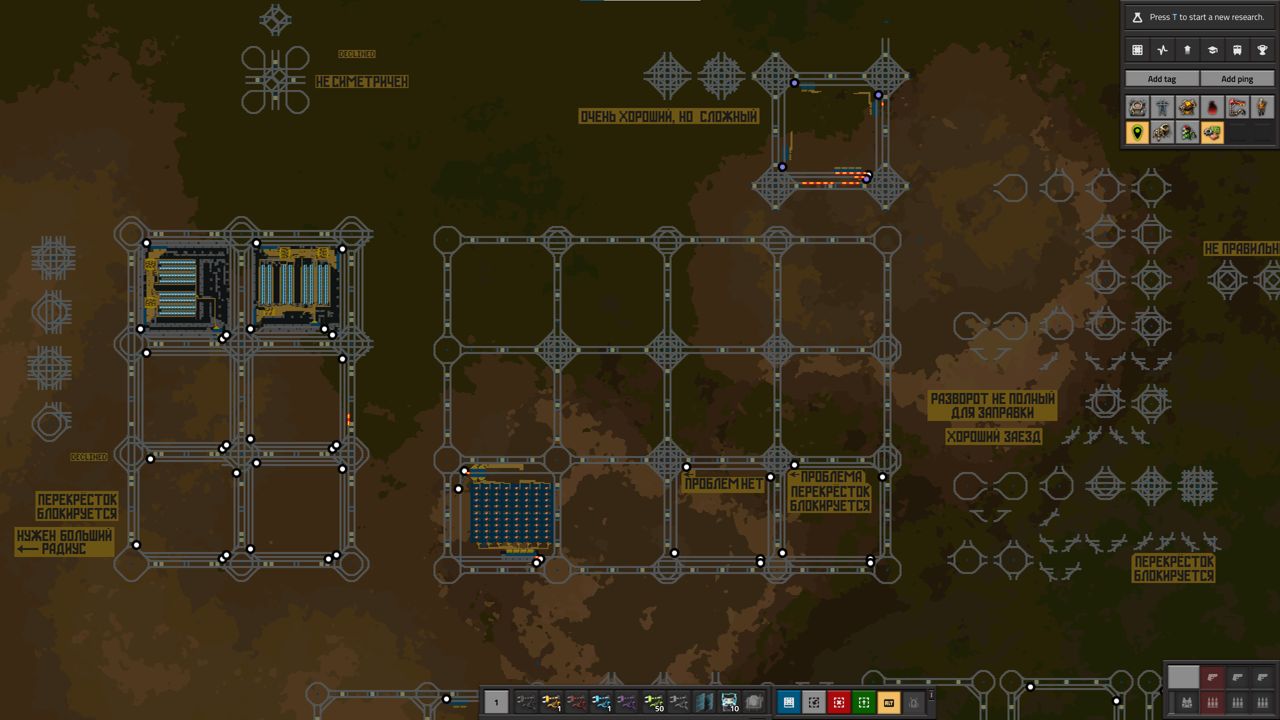 Press T to start a new research.
Add tag
Add ping
DECLINED
НЕ СИМЕТРИЧЕН
ОЧЕНЬ ХОРОШИЙ, НО СЛОЖНЫЙ
НЕ ПРАВИЛЬН
РАЗВОРОТ НЕ ПОЛНЫЙ
ДЛЯ ЗАПРАВКИ
ХОРОШИЙ ЗАЕЗД
DECLINED
ПЕРЕКРЕСТОК
БЛОКИРУЕТСЯ
НУЖЕН БОЛЬШИЙ
РАДИУС
ПРОБЛЕМ НЕТ
ПРОБЛЕМА
ПЕРЕКРЕСТОК
БЛОКИРУЕТСЯ
ПЕРЕКРЕСТОК
БЛОКИРУЕТСЯ
1
1
50
10
ALT